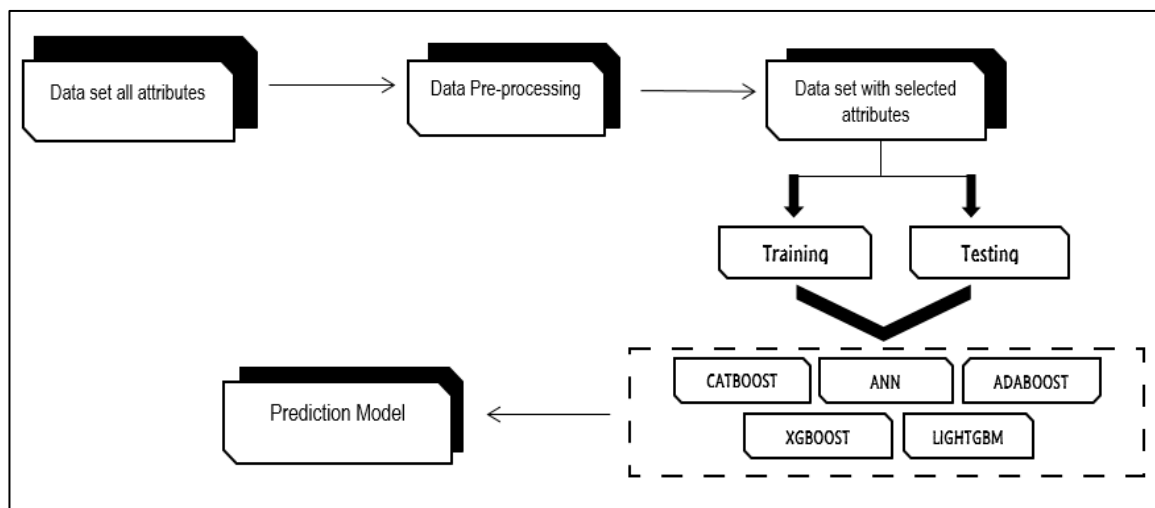 Data set all attributes
Data Pre-processing
Data set with selected
attributes
Training
Testing
CATBOOST
ANN
ADABOOST
XGBOOST
LIGHTGBM
Prediction Model